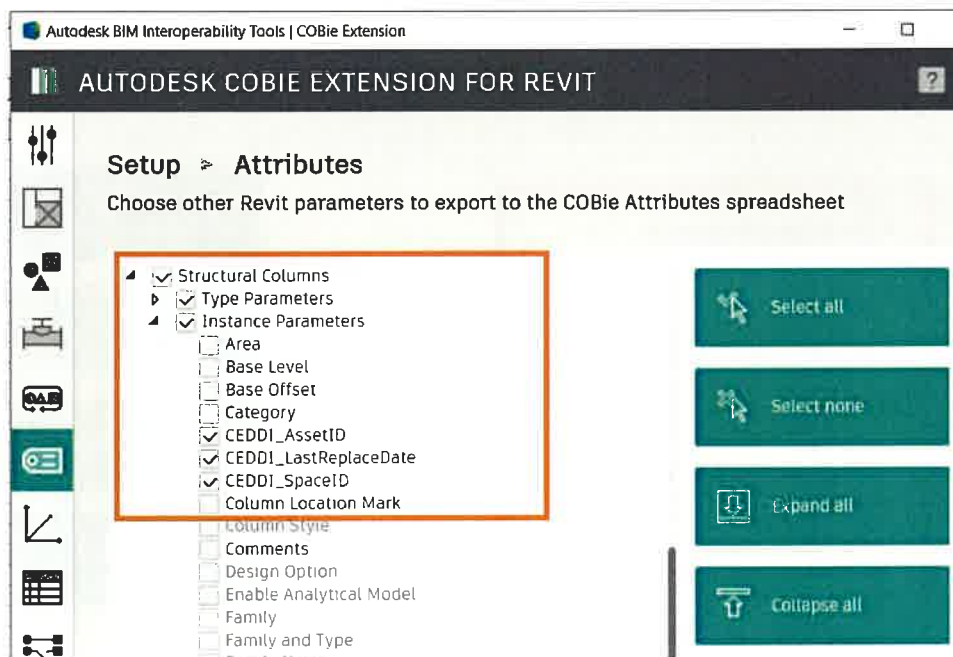 Autodesk BIM Interoperability Tools | COBie Extension
AUTODESK COBIE EXTENSION FOR REVIT
?
Setup > Attributes
Choose other Revit parameters to export to the COBie Attributes spreadsheet
Structural Columns
Type Parameters
Instance Parameters
Area
Base Level
Base Offset
Category
CEDDI_AssetID
CEDDI_LastReplaceDate
CEDDI_SpaceID
Column Location Mark
Column Style
Comments
Design Option
Enable Analytical Model
Family
Family and Type
Select all
Select none
Expand all
Collapse all